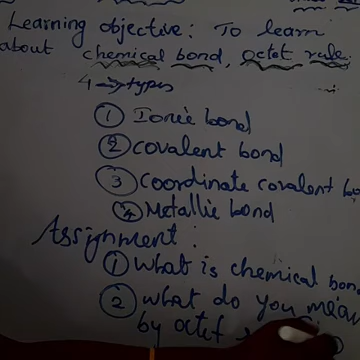 Learning objective: To learn
about chemical bond, octet rule.
4 types
① Ionic bond
② covalent bond
③ Coordinate covalent
④ Metallic bond
Assignment:
① What is chemical bond
② what do you mean
by octet